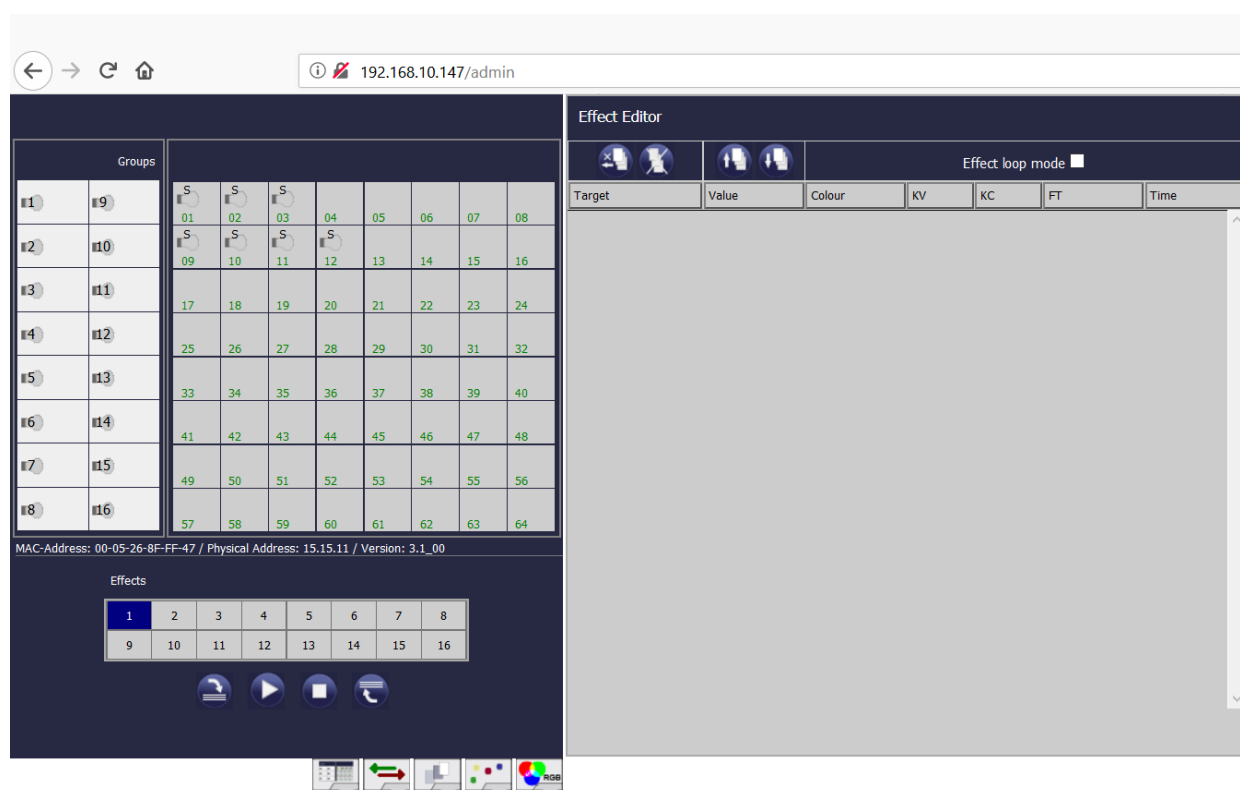 192.168.10.147/admin
Effect Editor
Groups
Effect loop mode
Target Value Colour KV KC FT Time
1 9
S S S
01 02 03 04 05 06 07 08
2 10
S S S S
09 10 11 12 13 14 15 16
3 11
17 18 19 20 21 22 23 24
4 12
25 26 27 28 29 30 31 32
5 13
33 34 35 36 37 38 39 40
6 14
41 42 43 44 45 46 47 48
7 15
49 50 51 52 53 54 55 56
8 16
57 58 59 60 61 62 63 64
MAC-Address: 00-05-26-8F-FF-47 / Physical Address: 15.15.11 / Version: 3.1_00
Effects
1 2 3 4 5 6 7 8
9 10 11 12 13 14 15 16
RGB